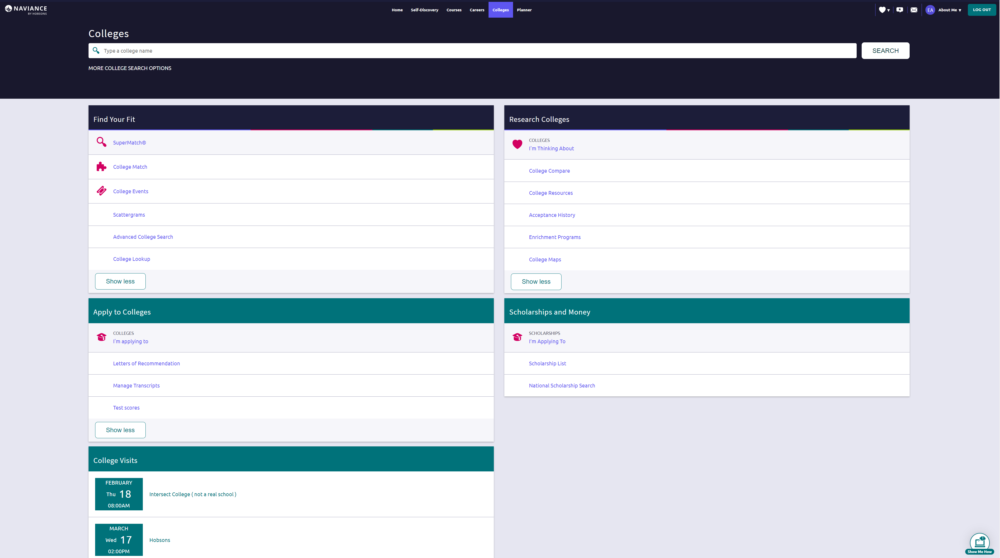 NAVIANCE
BY HOBSONS
Home Self-Discovery Courses Careers Colleges Planner
EA About Me LOG OUT
Colleges
Type a college name
SEARCH
MORE COLLEGE SEARCH OPTIONS
Find Your Fit
SuperMatch®
College Match
College Events
Scattergrams
Advanced College Search
College Lookup
Show less
Research Colleges
COLLEGES
I'm Thinking About
College Compare
College Resources
Acceptance History
Enrichment Programs
College Maps
Show less
Apply to Colleges
COLLEGES
I'm applying to
Letters of Recommendation
Manage Transcripts
Test scores
Show less
Scholarships and Money
SCHOLARSHIPS
I’m Applying To
Scholarship List
National Scholarship Search
College Visits
FEBRUARY
Thu 18
08:00AM
Intersect College ( not a real school )
MARCH
Wed 17
02:00PM
Hobsons
Show Me How